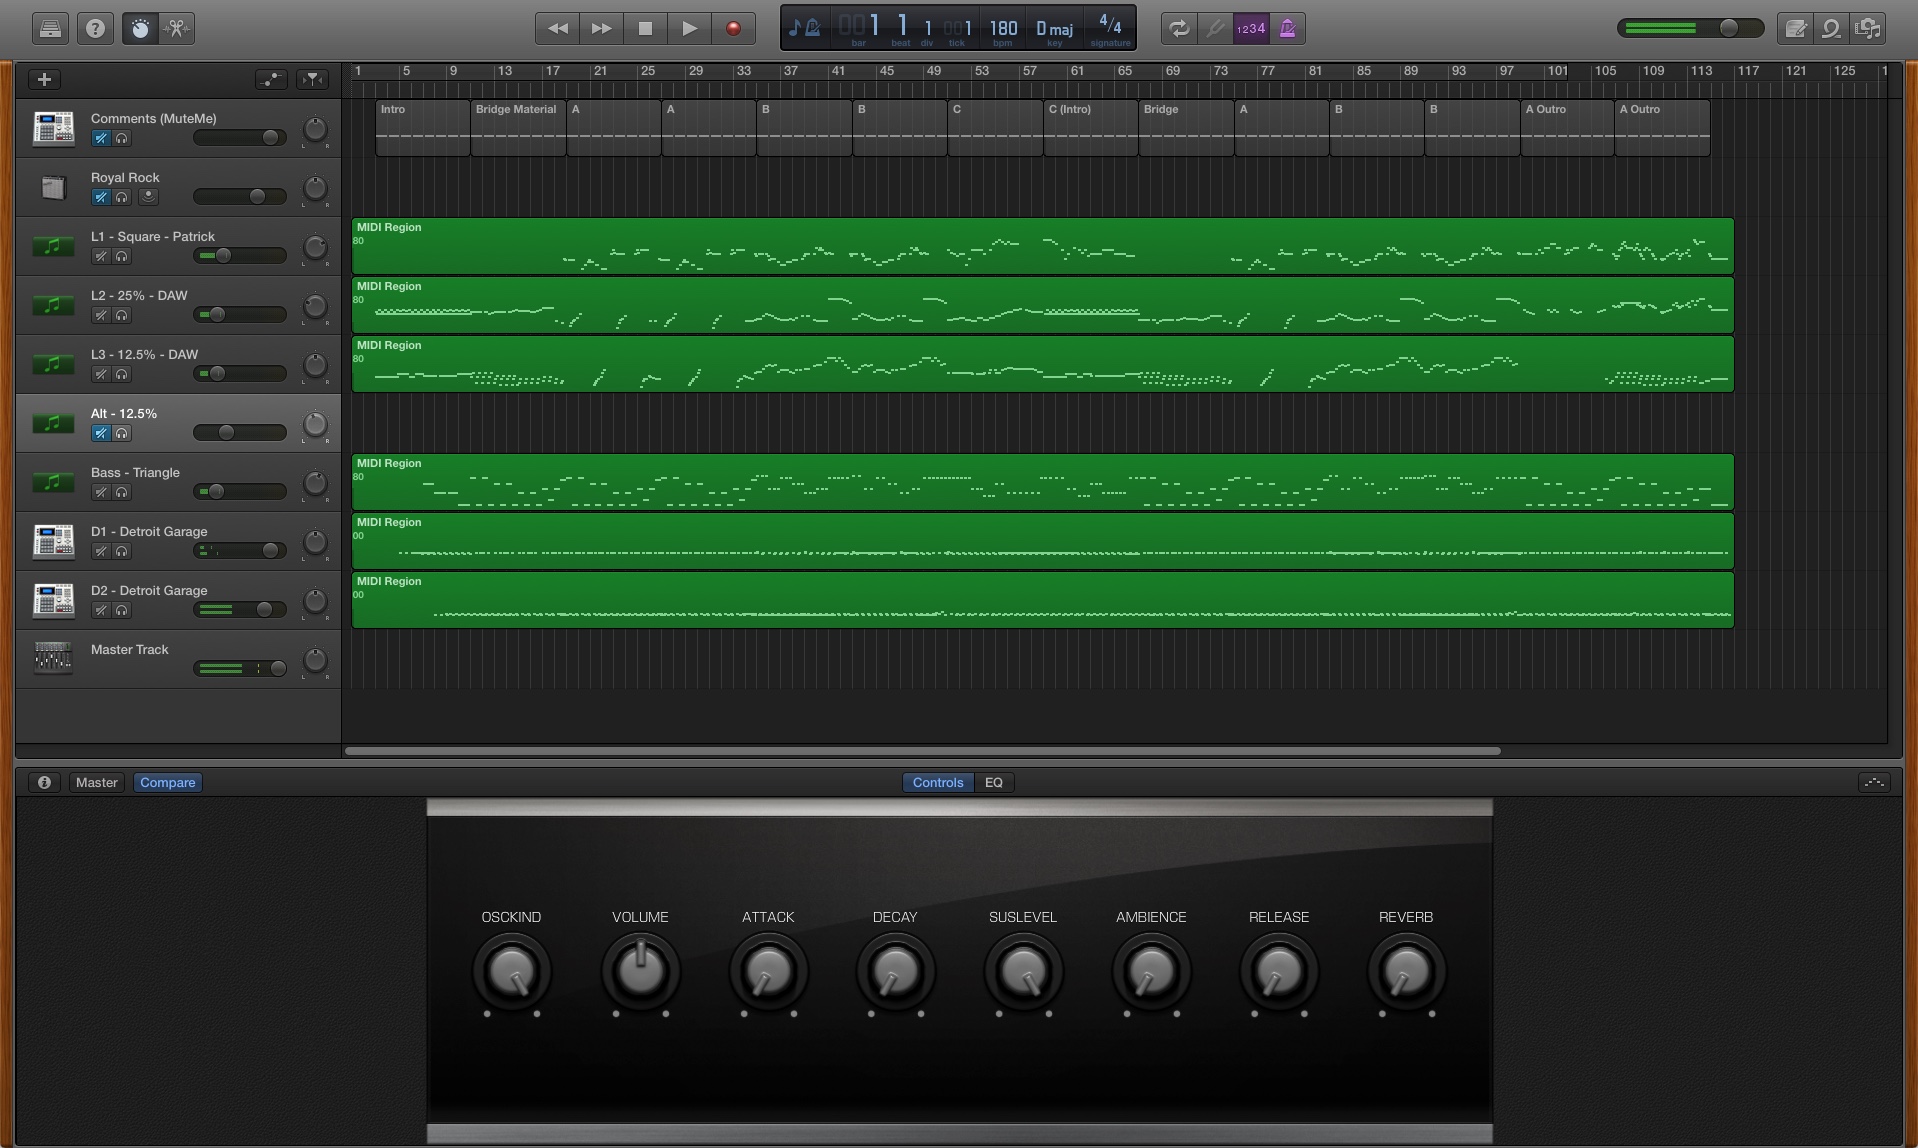 001 1 1 001 180 D maj 4/4
bar beat div tick bpm key signature
1234
1 5 9 13 17 21 25 29 33 37 41 45 49 53 57 61 65 69 73 77 81 85 89 93 97 101 105 109 113 117 121 125 1
Comments (MuteMe)
L R
Intro
Bridge Material
A
A
B
B
C
C (Intro)
Bridge
A
B
B
A Outro
A Outro
Royal Rock
L R
L1 - Square - Patrick
L R
MIDI Region
80
L2 - 25% - DAW
L R
MIDI Region
80
L3 - 12.5% - DAW
L R
MIDI Region
80
Alt - 12.5%
L R
Bass - Triangle
L R
MIDI Region
80
D1 - Detroit Garage
L R
MIDI Region
00
D2 - Detroit Garage
L R
MIDI Region
00
Master Track
L R
Master Compare Controls EQ
OSCKIND VOLUME ATTACK DECAY SUSLEVEL AMBIENCE RELEASE REVERB